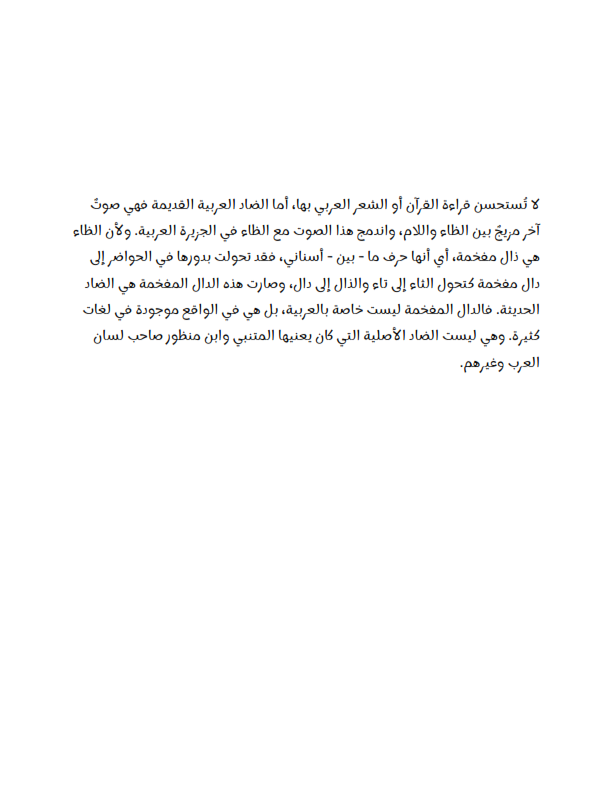 لا تُستحسن قراءة القرآن أو الشعر العربي بها، أما الضاد العربية القديمة فهي صوتٌ
آخر مزيجٌ بين الظاء واللام، واندمج هذا الصوت مع الظاء في الجزيرة العربية. ولأن الظاء
هي ذال مفخمة، أي أنها حرف ما - بين - أسناني، فقد تحولت بدورها في الحواضر إلى
دال مفخمة كتحول الثاء إلى تاء والذال إلى دال، وصارت هذه الدال المفخمة هي الضاد
الحديثة. فالدال المفخمة ليست خاصة بالعربية، بل هي في الواقع موجودة في لغات
كثيرة. وهي ليست الضاد الأصلية التي كان يعنيها المتنبي وابن منظور صاحب لسان
العرب وغيرهم.